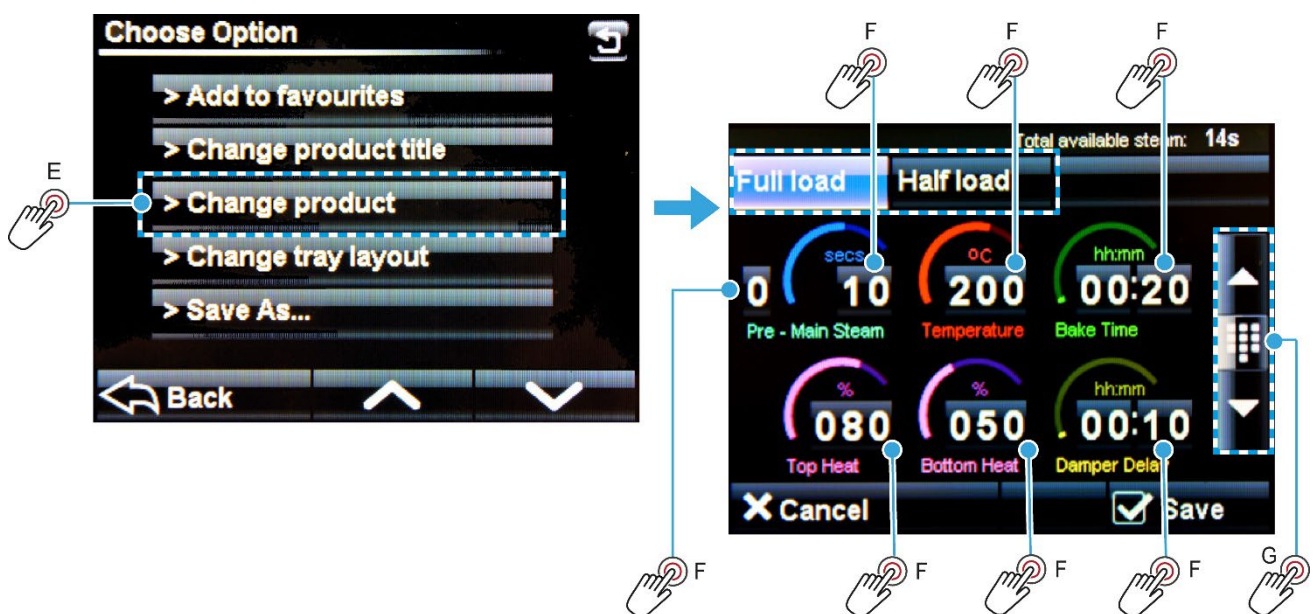 Choose Option
> Add to favourites
> Change product title
E
> Change product
> Change tray layout
> Save As...
Back
F F F
Total available steam: 14s
Full load Half load
secs °C hh:mm
0 10 200 00:20
Pre - Main Steam Temperature Bake Time
% % hh:mm
080 050 00:10
Top Heat Bottom Heat Damper Delay
Cancel Save
F F F F G